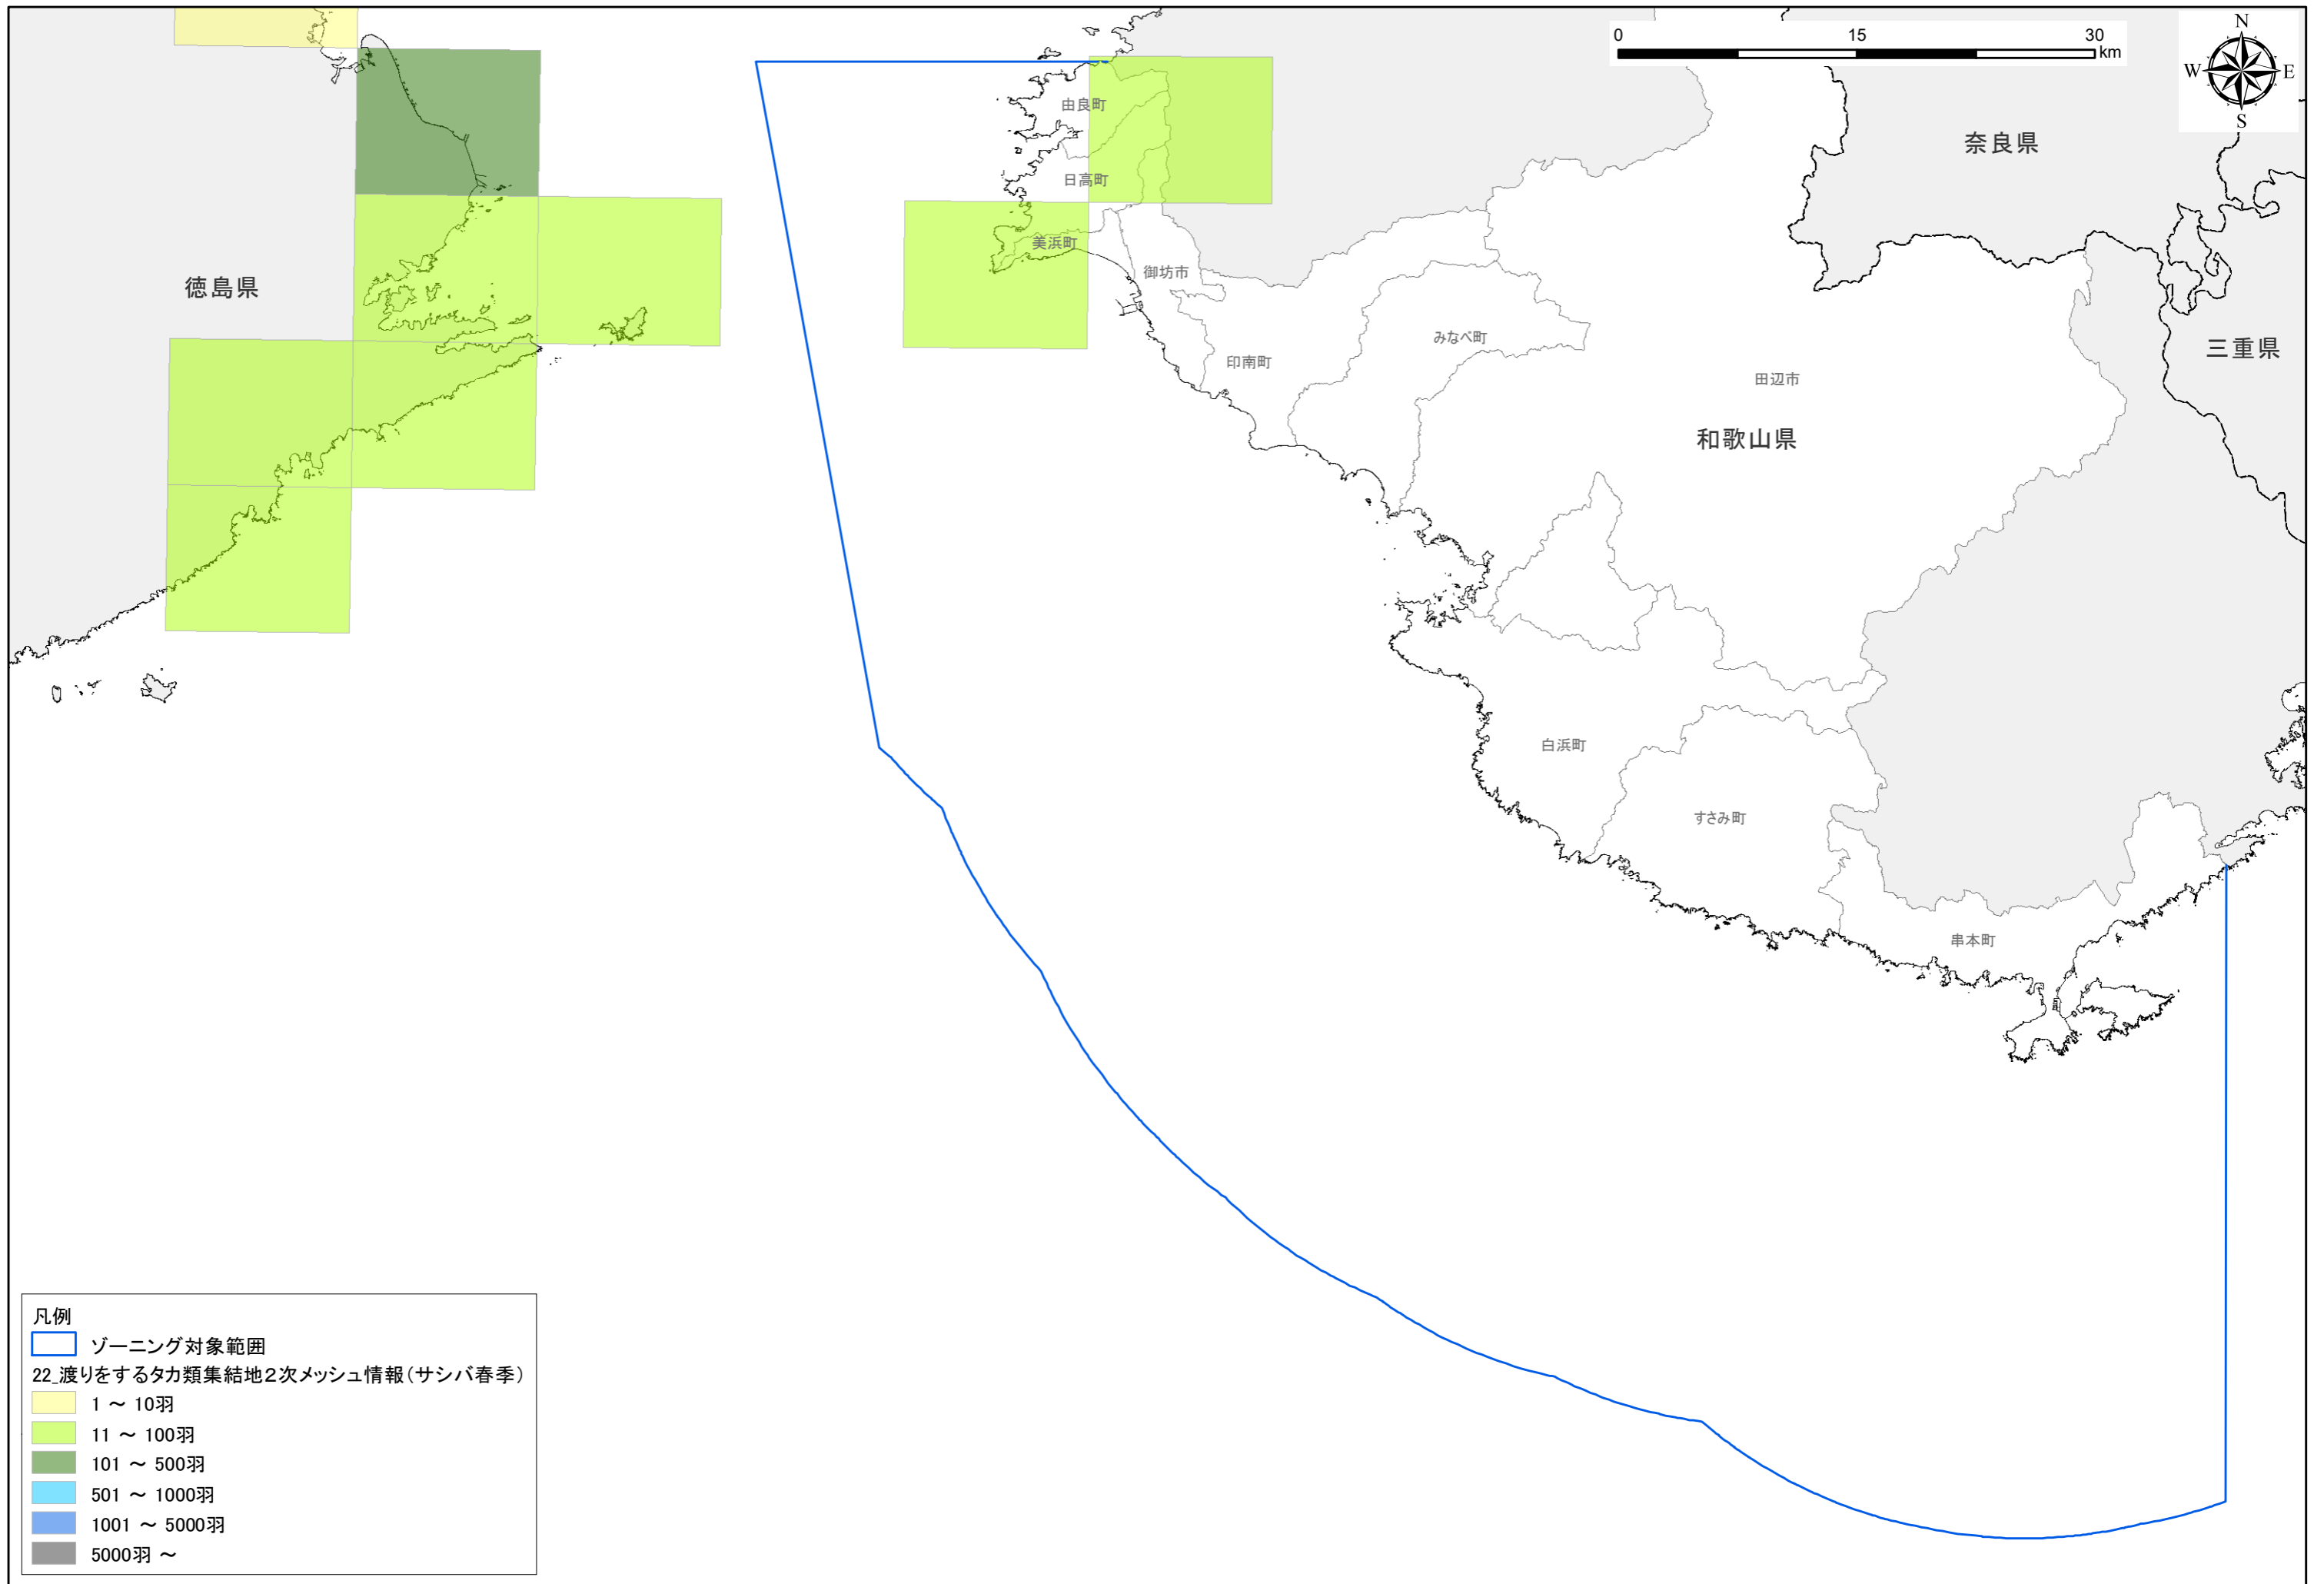 0 15 30
km
N
W E
S
奈良県
由良町
日高町
美浜町
御坊市
徳島県
三重県
みなべ町
印南町
田辺市
和歌山県
白浜町
すさみ町
串本町
凡例
ゾーニング対象範囲
22_渡りをするタカ類集結地2次メッシュ情報(サシバ春季)
1 ～ 10羽
11 ～ 100羽
101 ～ 500羽
501 ～ 1000羽
1001 ～ 5000羽
5000羽 ～